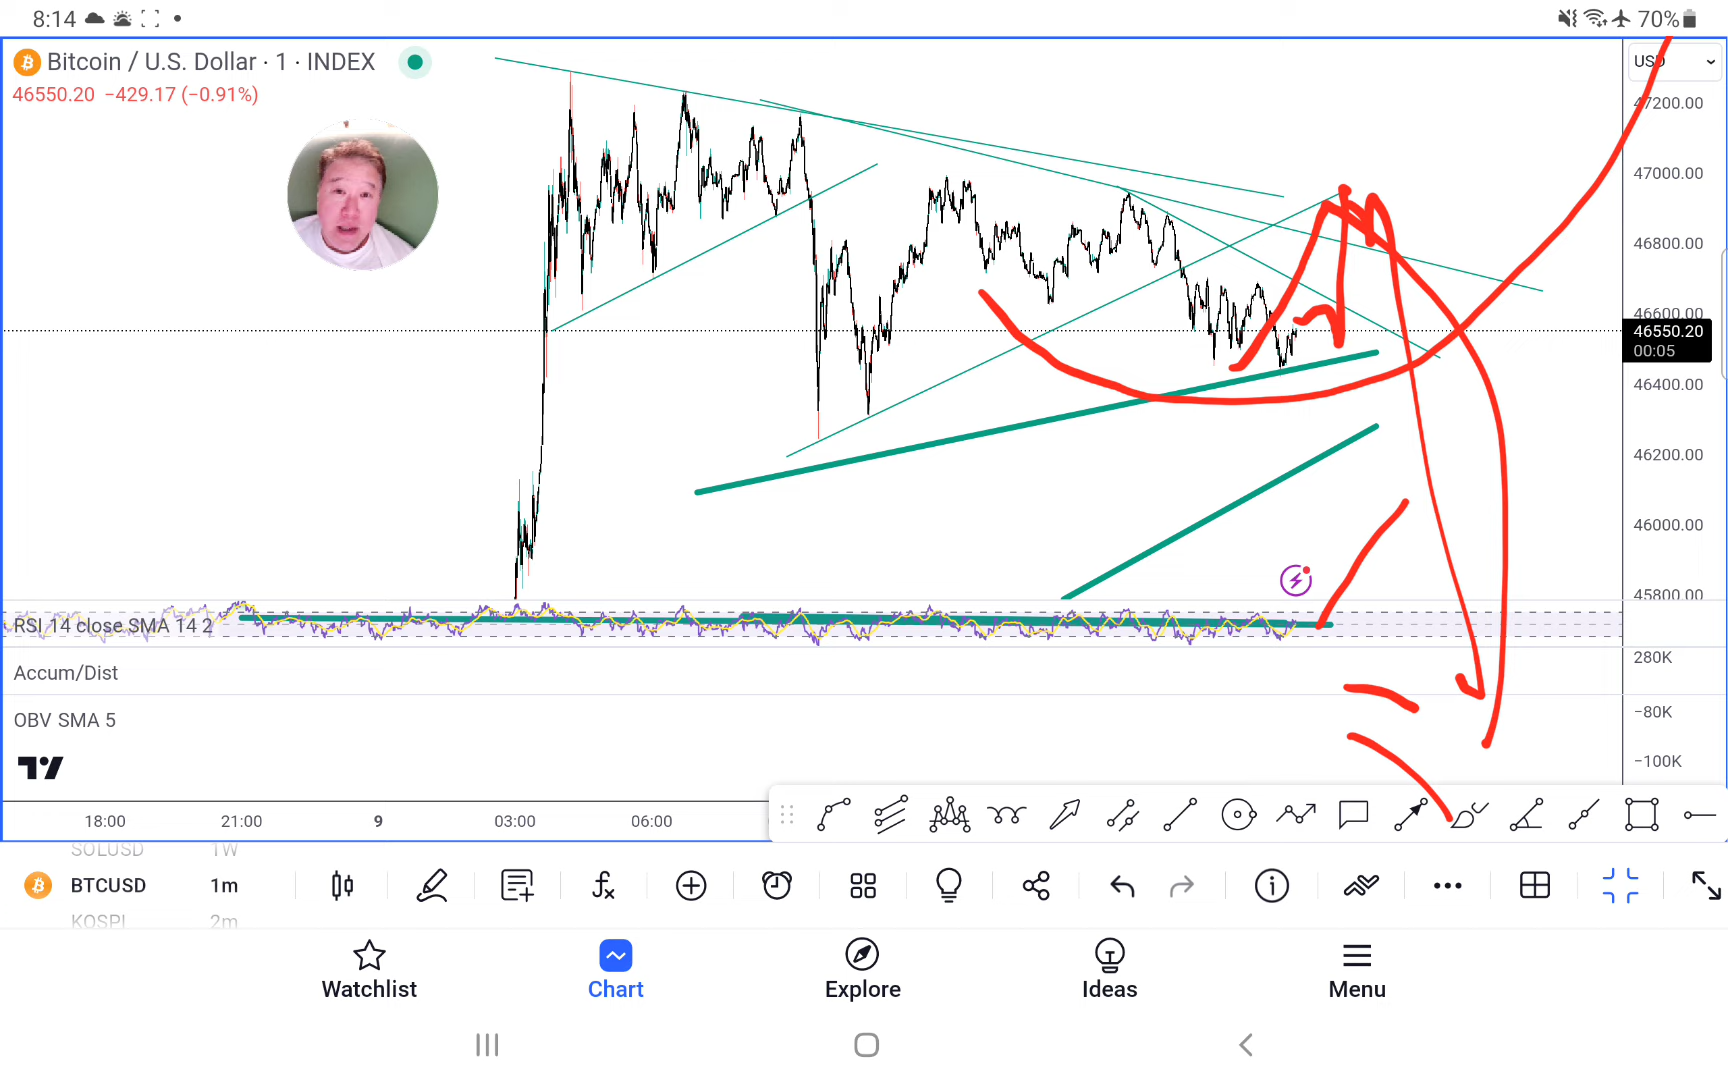 8:14
70%
Bitcoin / U.S. Dollar · 1 · INDEX
46550.20 −429.17 (−0.91%)
USD
47200.00
47000.00
46800.00
46600.00
46550.20
00:05
46400.00
46200.00
46000.00
45800.00
RSI 14 close SMA 14 2
280K
Accum/Dist
−80K
OBV SMA 5
−100K
18:00 21:00 9 03:00 06:00
SOLUSD 1W
BTCUSD 1m
KOSPI 2m
Watchlist Chart Explore Ideas Menu